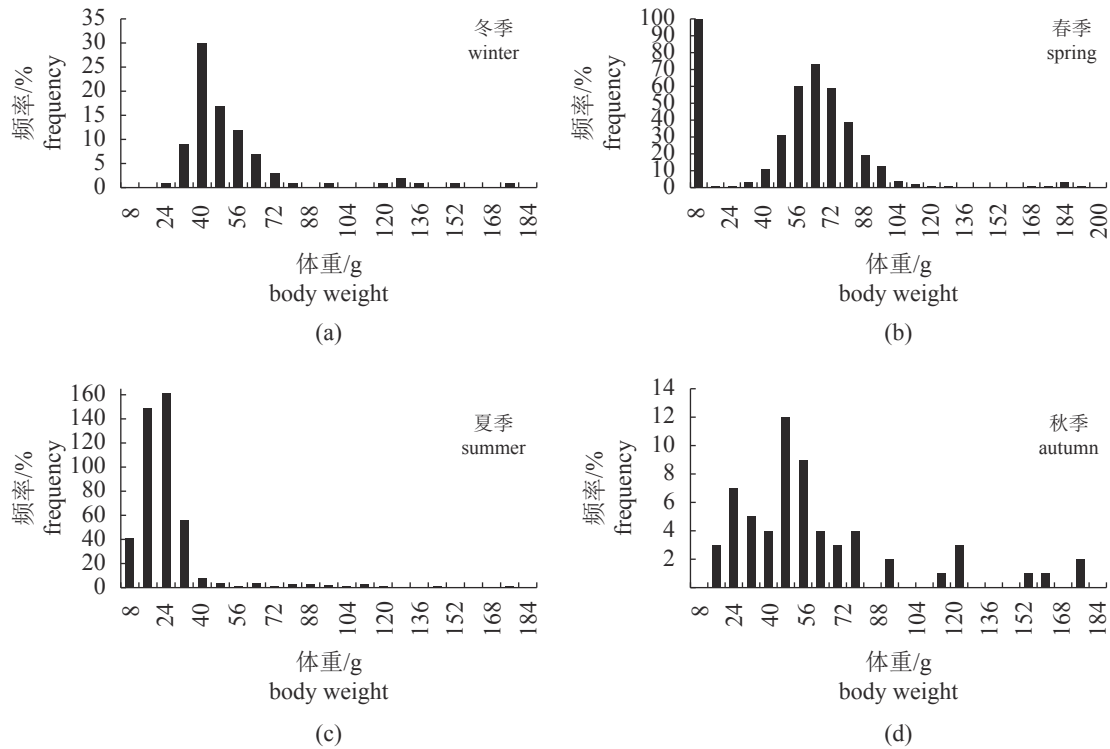 35
30
25
20
15
10
5
0
频率/%
frequency
冬季
winter
8 24 40 56 72 88 104 120 136 152 168 184
体重/g
body weight
(a)
100
90
80
70
60
50
40
30
20
10
0
频率/%
frequency
春季
spring
8 40 56 72 88 104 120 136 168 184 200
体重/g
body weight
(b)
160
140
120
100
80
60
40
20
0
频率/%
frequency
夏季
summer
8 24 40 56 72 88 104 120 136 152 168 184
体重/g
body weight
(c)
14
12
10
8
6
4
2
频率/%
frequency
秋季
autumn
8 24 40 56 72 88 104 120 136 152 168 184
体重/g
body weight
(d)